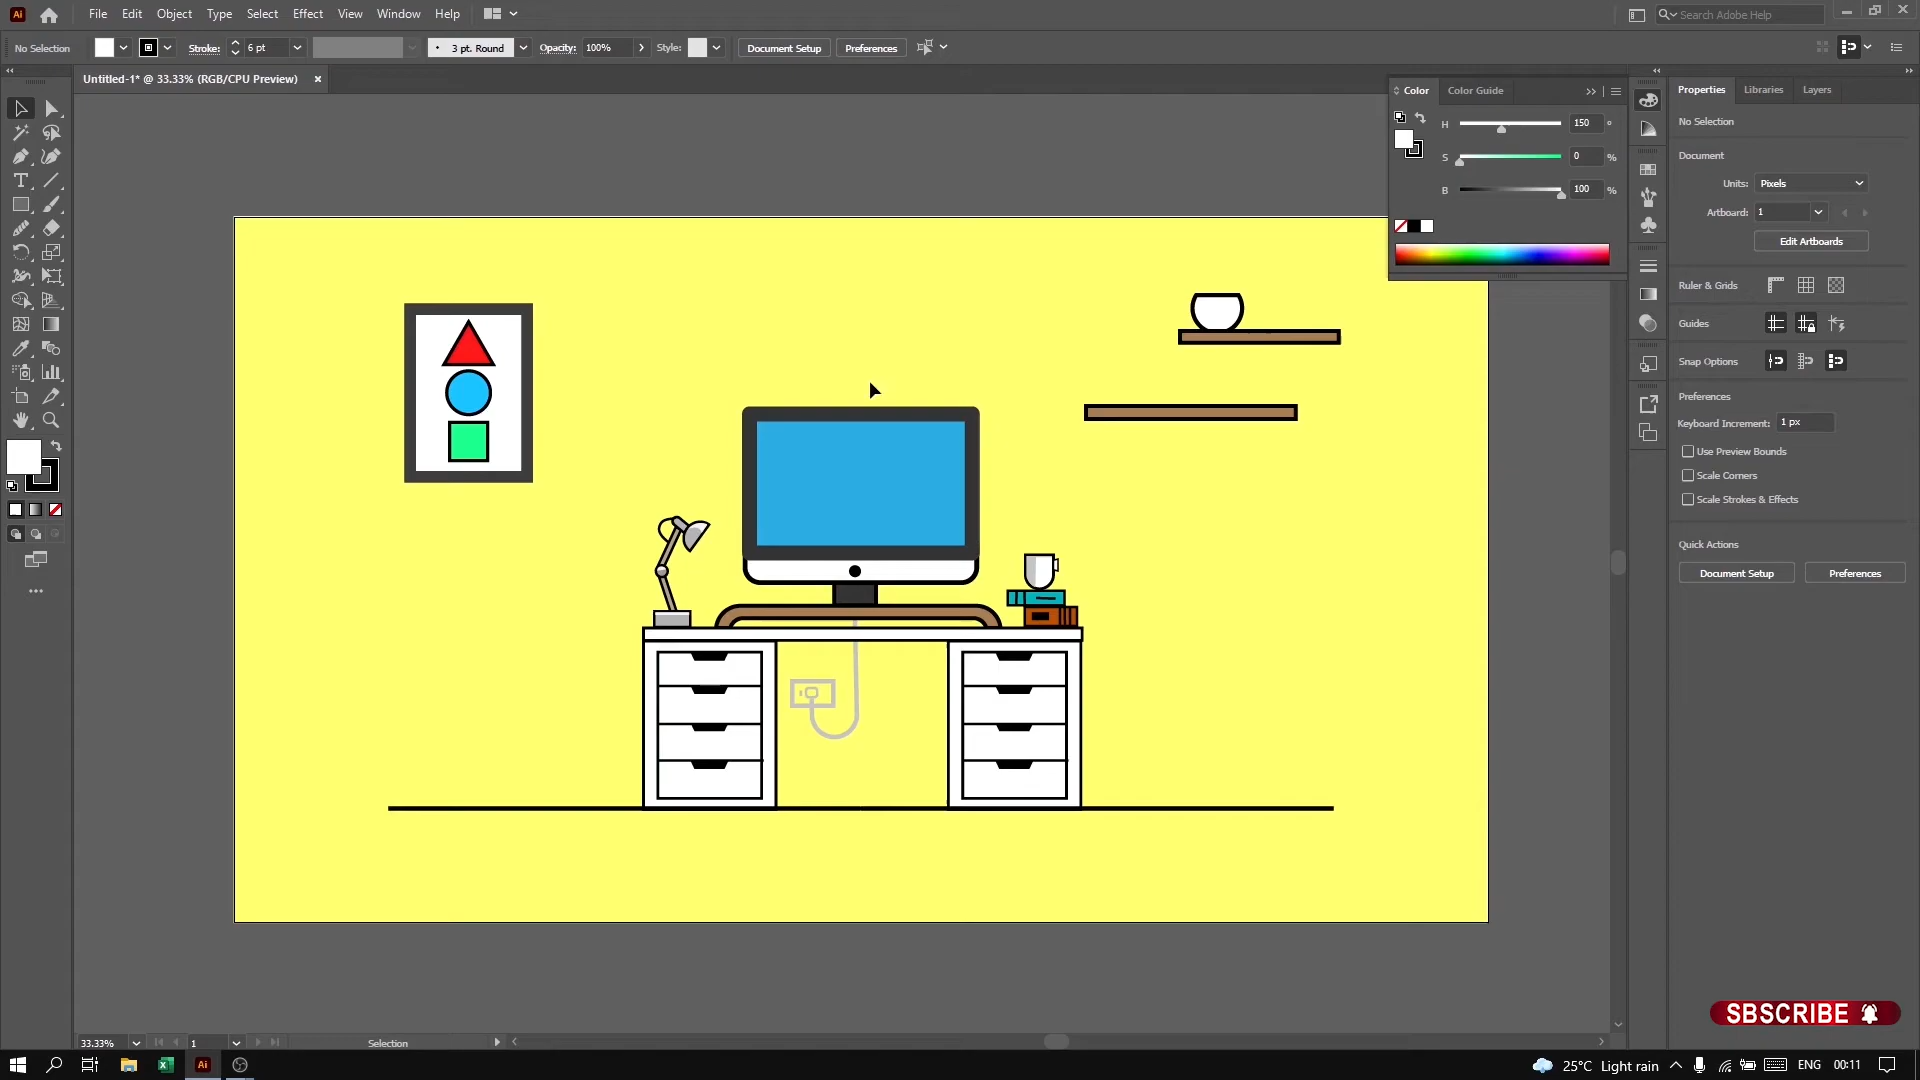 Ai File Edit Object Type Select Effect View Window Help Search Adobe Help
No Selection Stroke: 6 pt 3 pt. Round Opacity: 100% Style: Document Setup Preferences
Untitled-1* @ 33.33% (RGB/CPU Preview) ×
Color Color Guide
H 150 °
S 0 %
B 100 %
Properties Libraries Layers
No Selection
Document
Units: Pixels
Artboard: 1
Edit Artboards
Ruler & Grids
Guides
Snap Options
Preferences
Keyboard Increment: 1 px
Use Preview Bounds
Scale Corners
Scale Strokes & Effects
Quick Actions
Document Setup Preferences
SBSCRIBE
33.33% 1 Selection
Ai 25°C Light rain ENG 00:11